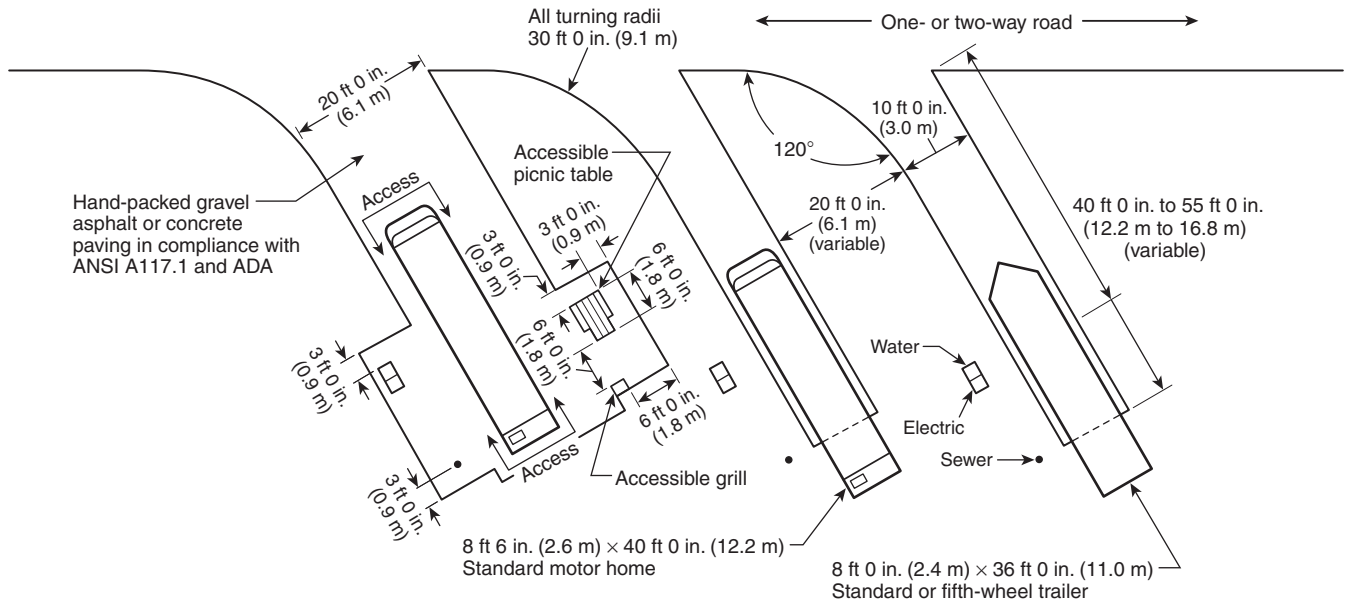 All turning radii
30 ft 0 in. (9.1 m)
One- or two-way road
20 ft 0 in.
(6.1 m)
10 ft 0 in.
(3.0 m)
120°
Accessible
picnic table
Access
Hand-packed gravel
asphalt or concrete
paving in compliance with
ANSI A117.1 and ADA
3 ft 0 in.
(0.9 m)
3 ft 0 in.
(0.9 m)
6 ft 0 in.
(1.8 m)
20 ft 0 in.
(6.1 m)
(variable)
40 ft 0 in. to 55 ft 0 in.
(12.2 m to 16.8 m)
(variable)
6 ft 0 in.
(1.8 m)
3 ft 0 in.
(0.9 m)
Water
6 ft 0 in.
(1.8 m)
Electric
Sewer
Access
Accessible grill
3 ft 0 in.
(0.9 m)
8 ft 6 in. (2.6 m) × 40 ft 0 in. (12.2 m)
Standard motor home
8 ft 0 in. (2.4 m) × 36 ft 0 in. (11.0 m)
Standard or fifth-wheel trailer